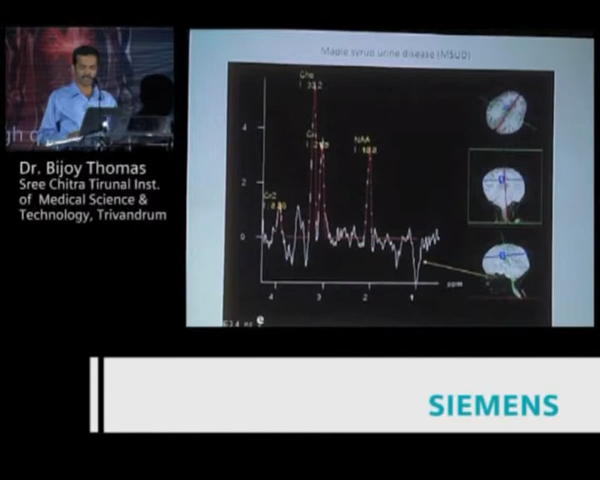 Maple syrup urine disease (MSUD)
Cho
NAA
Cr2
4
2
0
4
3
2
1
ppm
Dr. Bijoy Thomas
Sree Chitra Tirunal Inst.
of Medical Science &
Technology, Trivandrum
SIEMENS